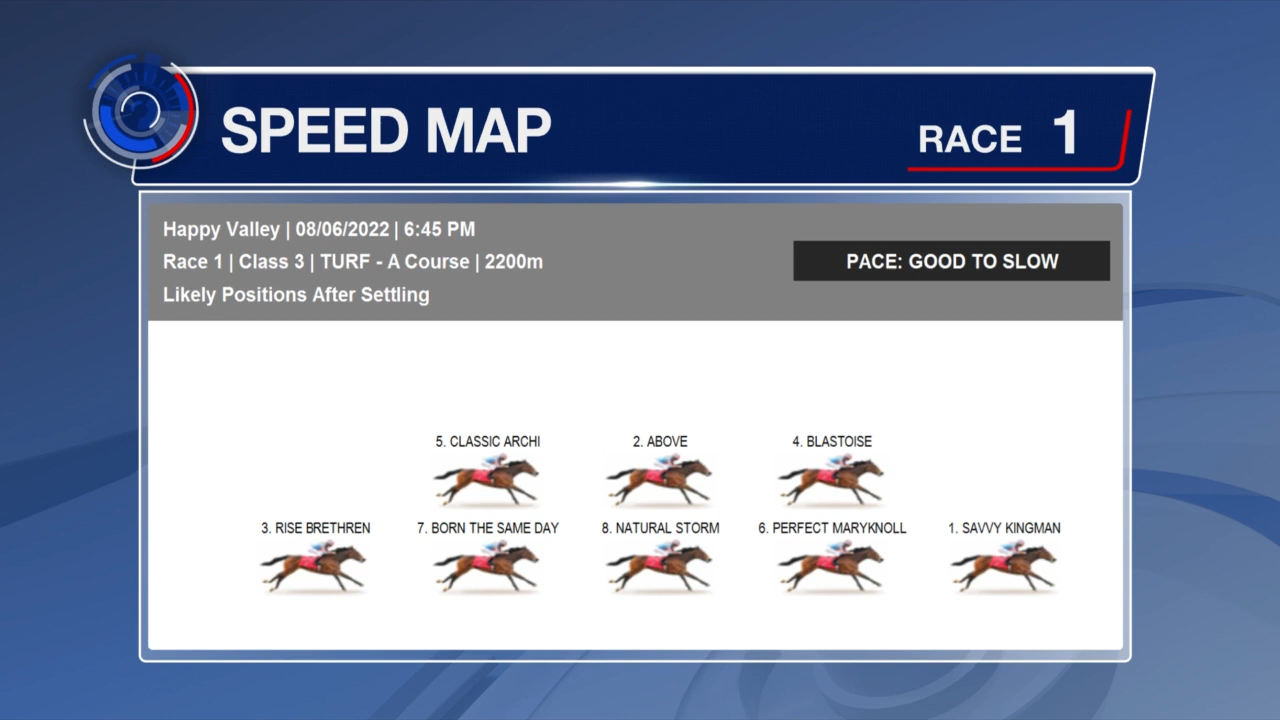 SPEED MAP
RACE 1
Happy Valley | 08/06/2022 | 6:45 PM
Race 1 | Class 3 | TURF - A Course | 2200m
PACE: GOOD TO SLOW
Likely Positions After Settling
5. CLASSIC ARCHI
2. ABOVE
4. BLASTOISE
3. RISE BRETHREN
7. BORN THE SAME DAY
8. NATURAL STORM
6. PERFECT MARYKNOLL
1. SAVVY KINGMAN